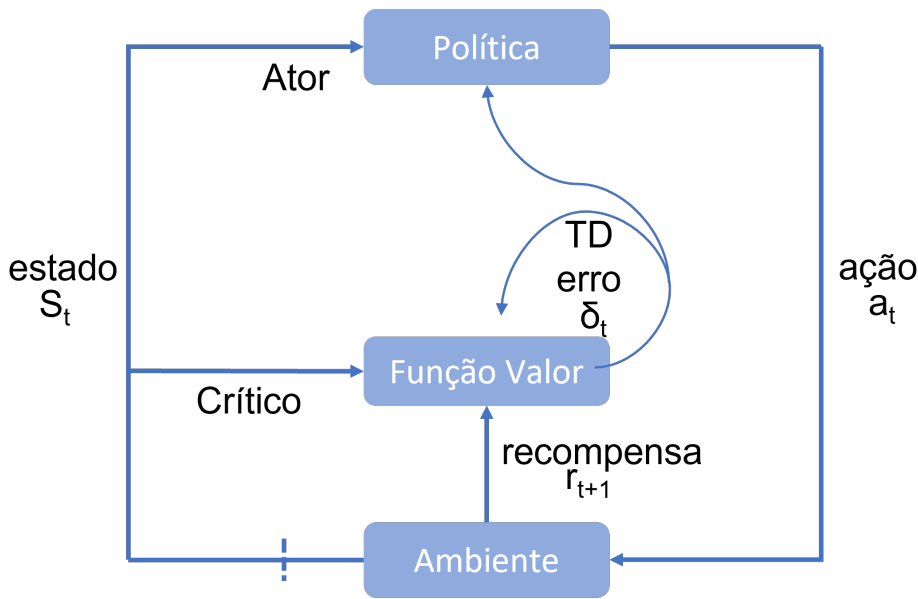 Política
Ator
TD
erro
δt
estado
St
ação
at
Função Valor
Crítico
recompensa
rt+1
Ambiente